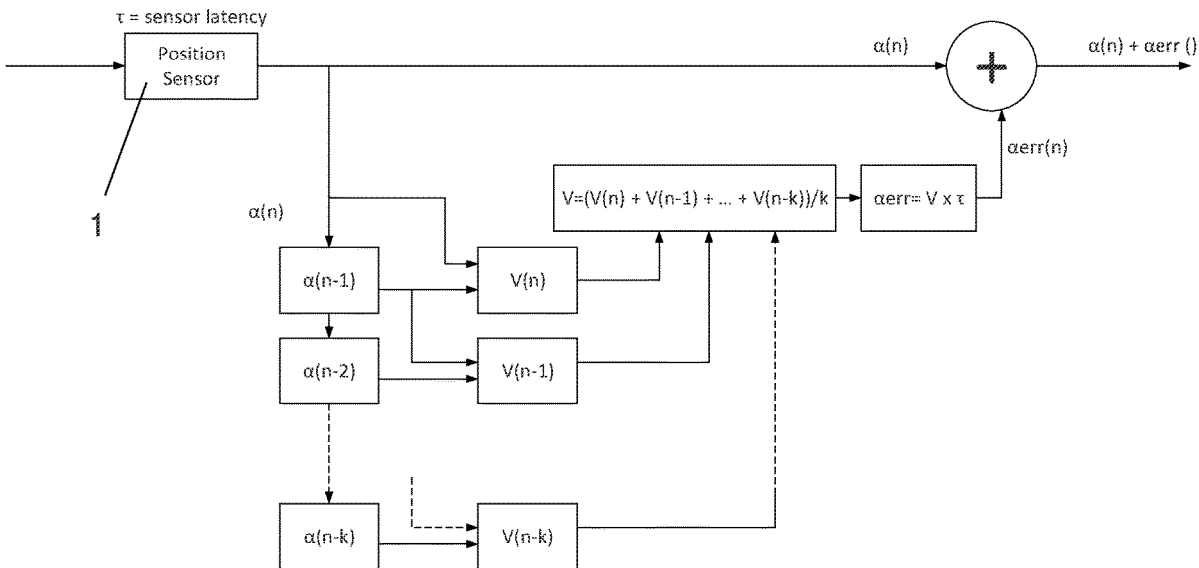 τ = sensor latency
Position
Sensor
1
α(n)
α(n) + αerr ()
+
αerr(n)
V=(V(n) + V(n-1) + ... + V(n-k))/k
αerr= V x τ
α(n)
α(n-1)
V(n)
α(n-2)
V(n-1)
α(n-k)
V(n-k)